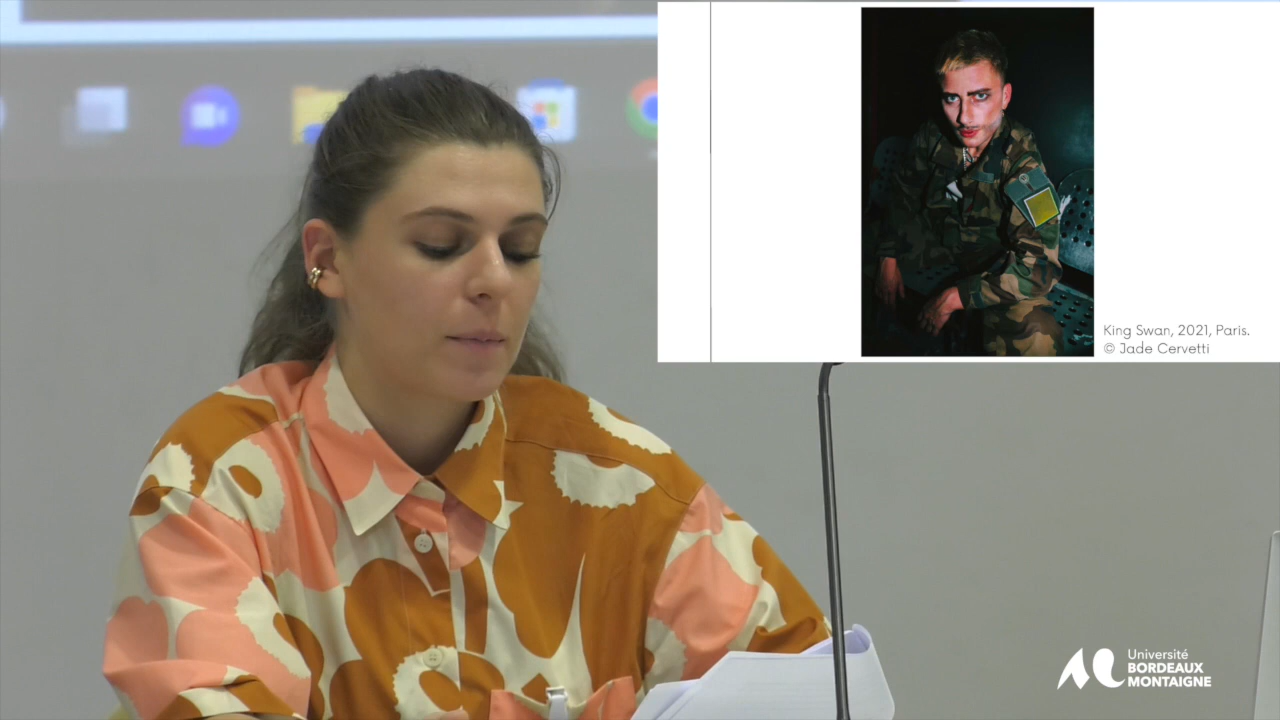 King Swan, 2021, Paris.
© Jade Cervetti
Université
BORDEAUX
MONTAIGNE